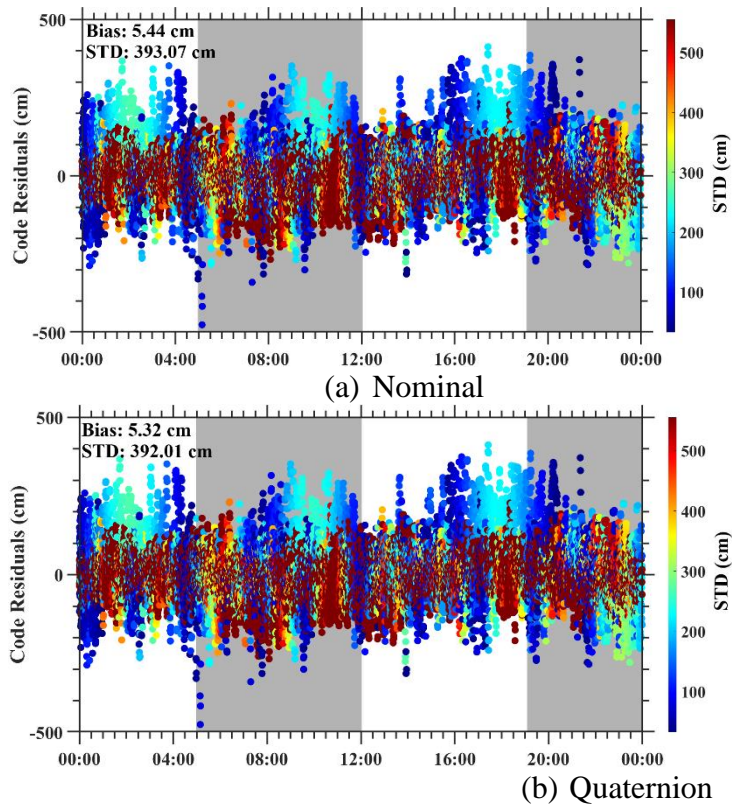 Bias: 5.44 cm
STD: 393.07 cm
500
0
-500
Code Residuals (cm)
00:00 04:00 08:00 12:00 16:00 20:00 00:00
500
400
300
200
100
STD (cm)
(a) Nominal
Bias: 5.32 cm
STD: 392.01 cm
500
0
-500
Code Residuals (cm)
00:00 04:00 08:00 12:00 16:00 20:00 00:00
500
400
300
200
100
STD (cm)
(b) Quaternion